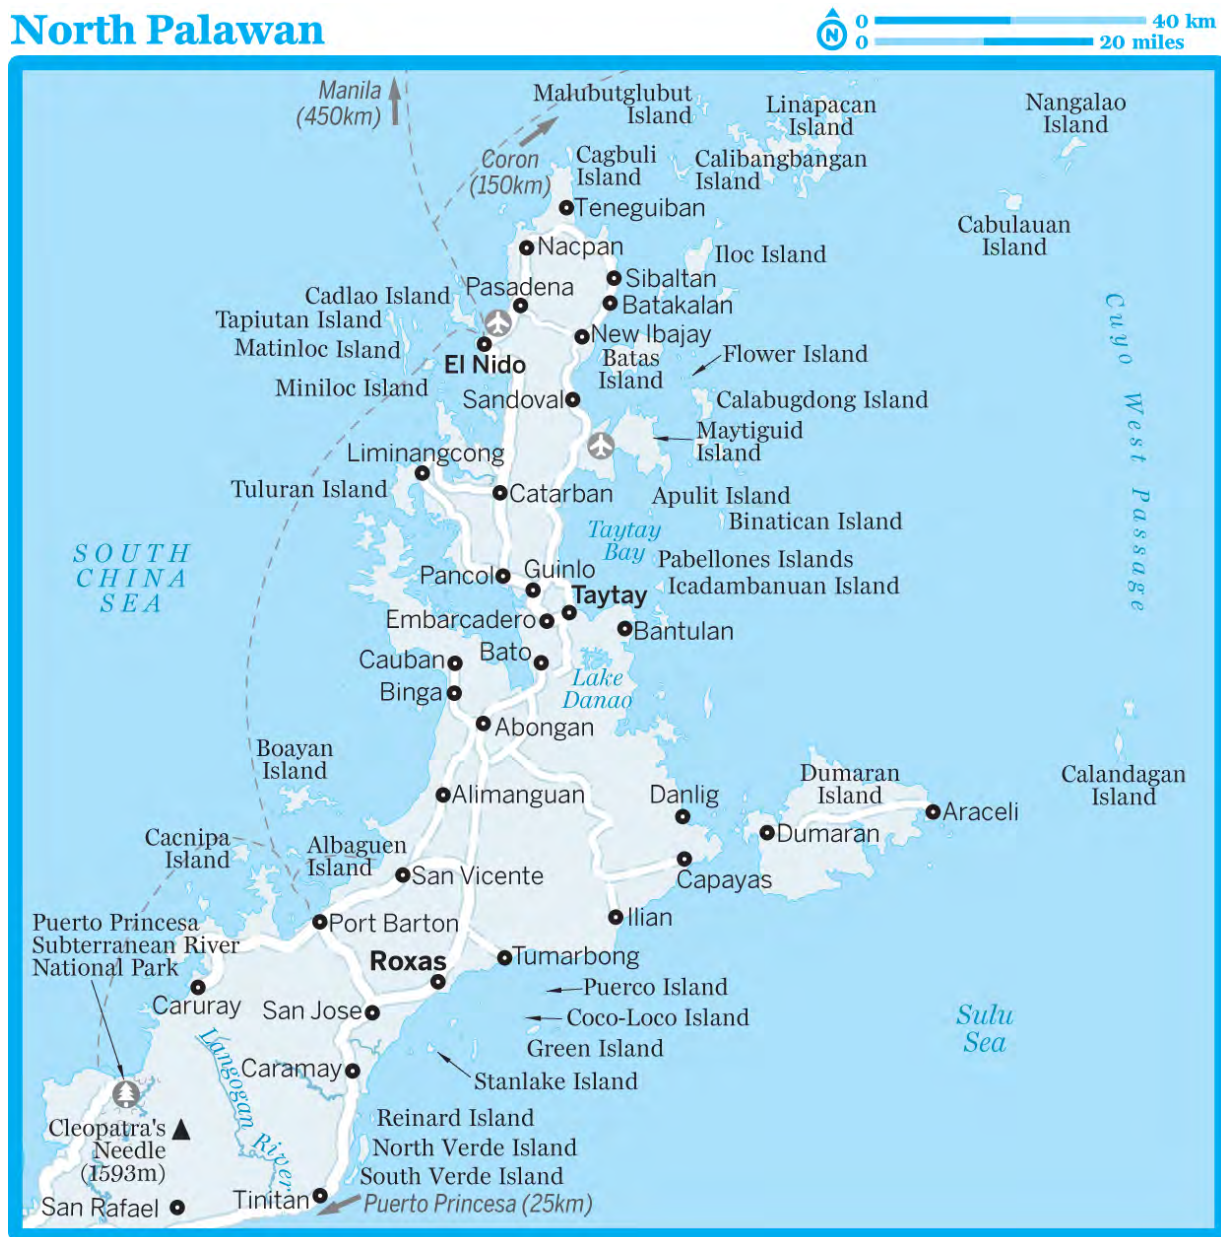 North Palawan
N
0 40 km
0 20 miles
Manila
(450km)
Malubutglubut
Island
Linapacan
Island
Nangalao
Island
Coron
(150km)
Cagbuli
Island
Calibangbangan
Island
Teneguiban
Cabulauan
Island
Nacpan
Iloc Island
Sibaltan
Pasadena
Cadlao Island
Batakalan
Tapiutan Island
New Ibajay
Matinloc Island
El Nido
Batas
Island
Flower Island
Miniloc Island
Sandoval
Calabugdong Island
Maytiguid
Island
Cuyo West Passage
Liminangcong
Tuluran Island
Catarban
Apulit Island
Binatican Island
Taytay
Bay
SOUTH
CHINA
SEA
Pabellones Islands
Guinlo
Pancol
Icadambanuan Island
Taytay
Embarcadero
Bantulan
Cauban
Bato
Lake
Danao
Binga
Abongan
Boayan
Island
Dumaran
Island
Calandagan
Island
Alimanguan
Danlig
Araceli
Dumaran
Cacnipa
Island
Albaguen
Island
San Vicente
Capayas
Puerto Princesa
Subterranean River
National Park
Port Barton
Ilian
Roxas
Tumarbong
Puerco Island
Caruray
San Jose
Coco-Loco Island
Sulu
Sea
Green Island
Langogan River
Caramay
Stanlake Island
Reinard Island
Cleopatra's
Needle
(1593m)
North Verde Island
South Verde Island
San Rafael
Tinitan
Puerto Princesa (25km)